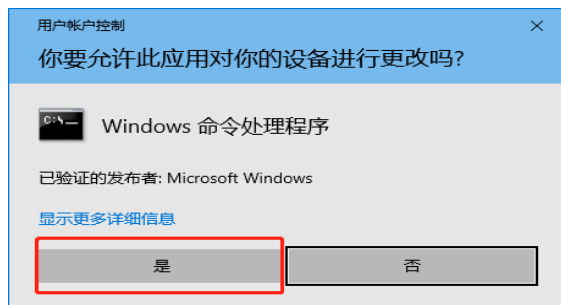 用户帐户控制
你要允许此应用对你的设备进行更改吗?
C:\
Windows 命令处理程序
已验证的发布者: Microsoft Windows
显示更多详细信息
是
否